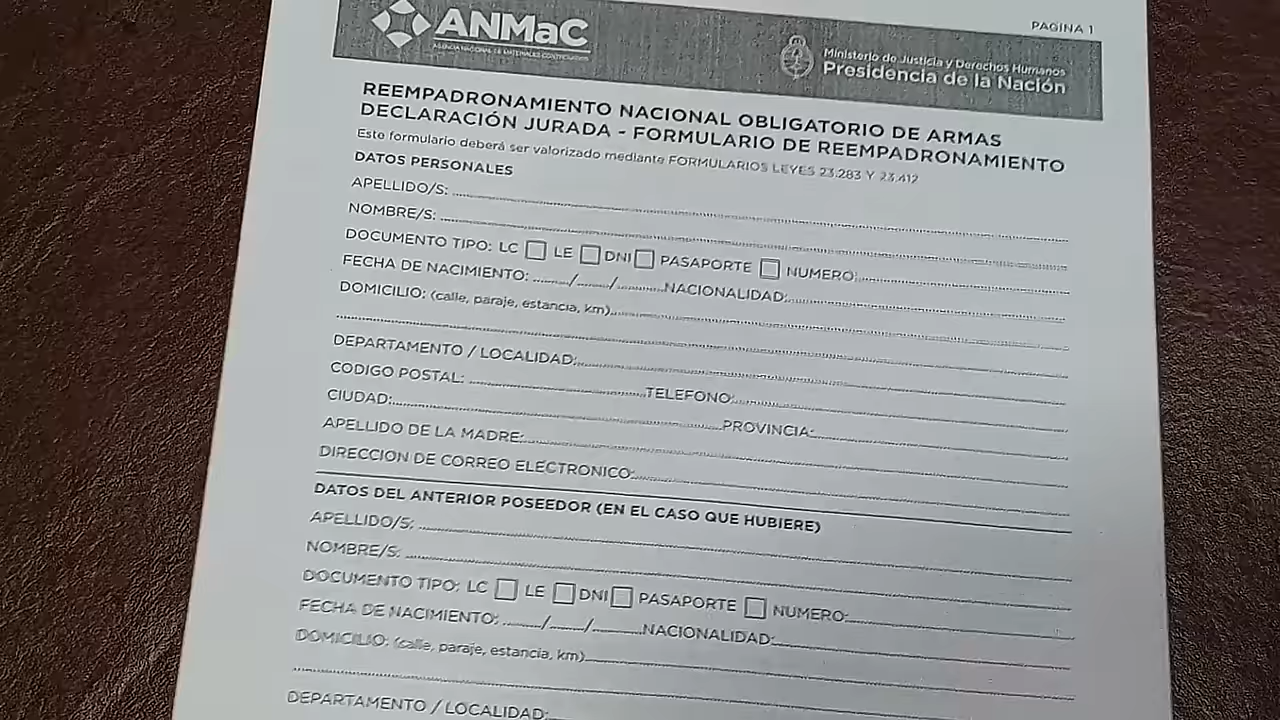 ANMaC
AGENCIA NACIONAL DE MATERIALES CONTROLADOS
PAGINA 1
Ministerio de Justicia y Derechos Humanos
Presidencia de la Nación
REEMPADRONAMIENTO NACIONAL OBLIGATORIO DE ARMAS
DECLARACIÓN JURADA - FORMULARIO DE REEMPADRONAMIENTO
Este formulario deberá ser valorizado mediante FORMULARIOS LEYES 23.283 Y 23.412
DATOS PERSONALES
APELLIDO/S:
NOMBRE/S:
DOCUMENTO TIPO: LC LE DNI PASAPORTE NUMERO:
FECHA DE NACIMIENTO: ......../......../............NACIONALIDAD:
DOMICILIO: (calle, paraje, estancia, km)
DEPARTAMENTO / LOCALIDAD:
CODIGO POSTAL: TELEFONO:
CIUDAD: PROVINCIA:
APELLIDO DE LA MADRE:
DIRECCION DE CORREO ELECTRONICO:
DATOS DEL ANTERIOR POSEEDOR (EN EL CASO QUE HUBIERE)
APELLIDO/S:
NOMBRE/S:
DOCUMENTO TIPO: LC LE DNI PASAPORTE NUMERO:
FECHA DE NACIMIENTO: ......../......../............NACIONALIDAD:
DOMICILIO: (calle, paraje, estancia, km)
DEPARTAMENTO / LOCALIDAD: